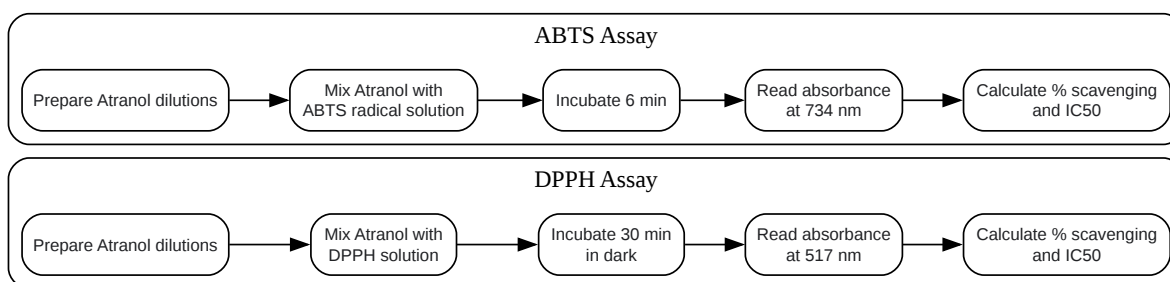 ABTS Assay
Prepare Atranol dilutions
Mix Atranol with
ABTS radical solution
Incubate 6 min
Read absorbance
at 734 nm
Calculate % scavenging
and IC50
DPPH Assay
Prepare Atranol dilutions
Mix Atranol with
DPPH solution
Incubate 30 min
in dark
Read absorbance
at 517 nm
Calculate % scavenging
and IC50